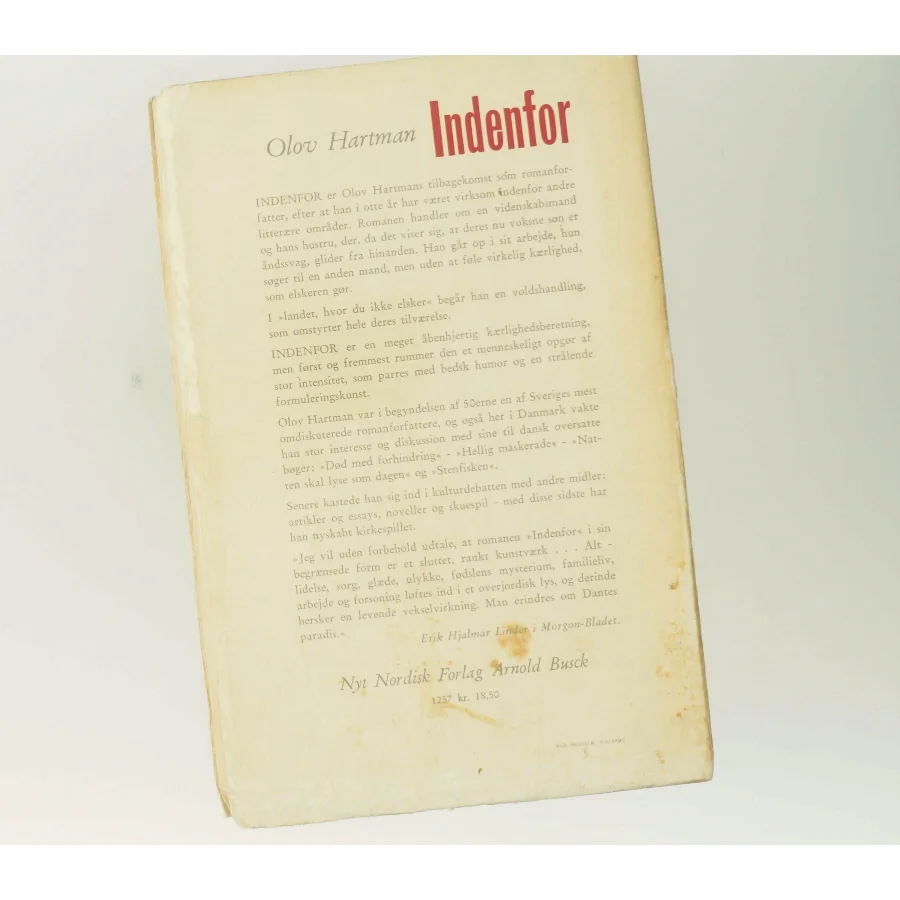 Olov Hartman Indenfor
INDENFOR er Olov Hartmans tilbagekomst som romanfor-
fatter, efter at han i otte år har været virksom indenfor andre
litterære områder. Romanen handler om en videnskabsmand
og hans hustru, der, da det viser sig, at deres nu voksne søn er
åndssvag, glider fra hinanden. Han går op i sit arbejde, hun
søger til en anden mand, men uden at føle virkelig kærlighed,
som elskeren gør.
I »landet, hvor du ikke elsker« begår han en voldshandling,
som omstyrter hele deres tilværelse.
INDENFOR er en meget åbenhjertig kærlighedsberetning,
men først og fremmest rummer den et menneskeligt opgør af
stor intensitet, som parres med bedsk humor og en strålende
formuleringskunst.
Olov Hartman var i begyndelsen af 50erne en af Sveriges mest
omdiskuterede romanforfattere, og også her i Danmark vakte
han stor interesse og diskussion med sine til dansk oversatte
bøger: »Død med forhindring« - »Hellig maskerade« - »Nat-
ten skal lyse som dagen« og »Stenfisken«.
Senere kastede han sig ind i kulturdebatten med andre midler:
artikler og essays, noveller og skuespil - med disse sidste har
han nyskabt kirkespillet.
»Jeg vil uden forbehold udtale, at romanen »Indenfor« i sin
begrænsede form er et sluttet, rankt kunstværk . . . Alt -
lidelse, sorg, glæde, ulykke, fødslens mysterium, familieliv,
arbejde og forsoning løftes ind i et overjordisk lys, og derinde
hersker en levende vekselvirkning. Man erindres om Dantes
paradis.«
Erik Hjalmar Linder i Morgon-Bladet.
Nyt Nordisk Forlag Arnold Busck
1257 kr. 18,50